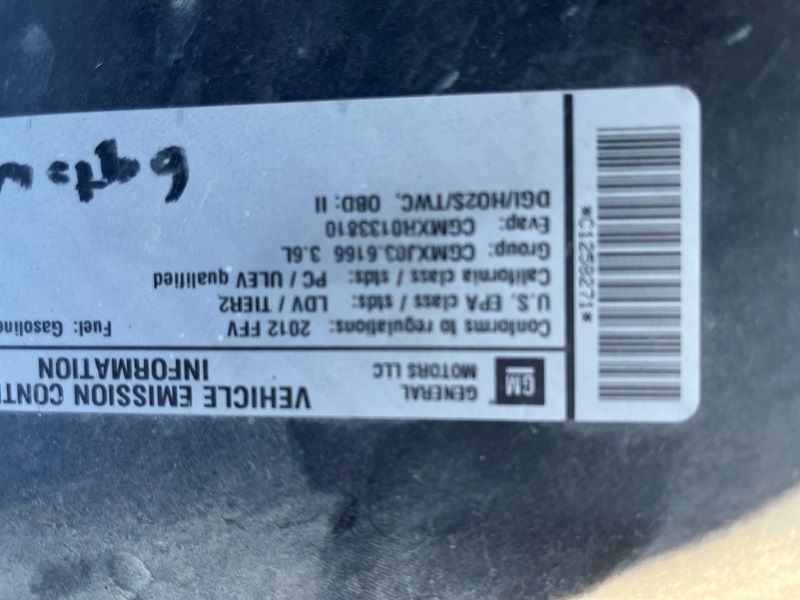 GM
GENERAL
MOTORS LLC
VEHICLE EMISSION CONT
INFORMATION
Conforms to regulations: 2012 FFV Fuel: Gasoline
U.S. EPA class / stds: LDV / TIER2
California class / stds: PC / ULEV qualified
Group: CGMXJ03.6166 3.6L
Evap: CGMXR0133810
DGI/HO2S/TWC, OBD: II
6 qts
*C1258271*